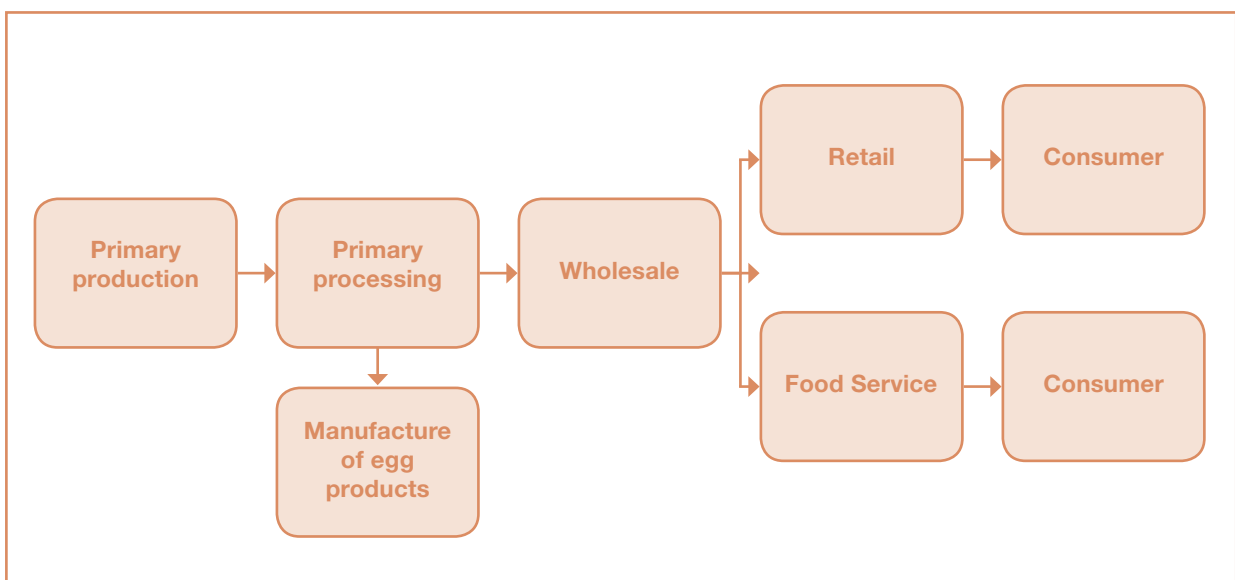 Primary
production
Primary
processing
Wholesale
Retail
Consumer
Food Service
Consumer
Manufacture
of egg
products